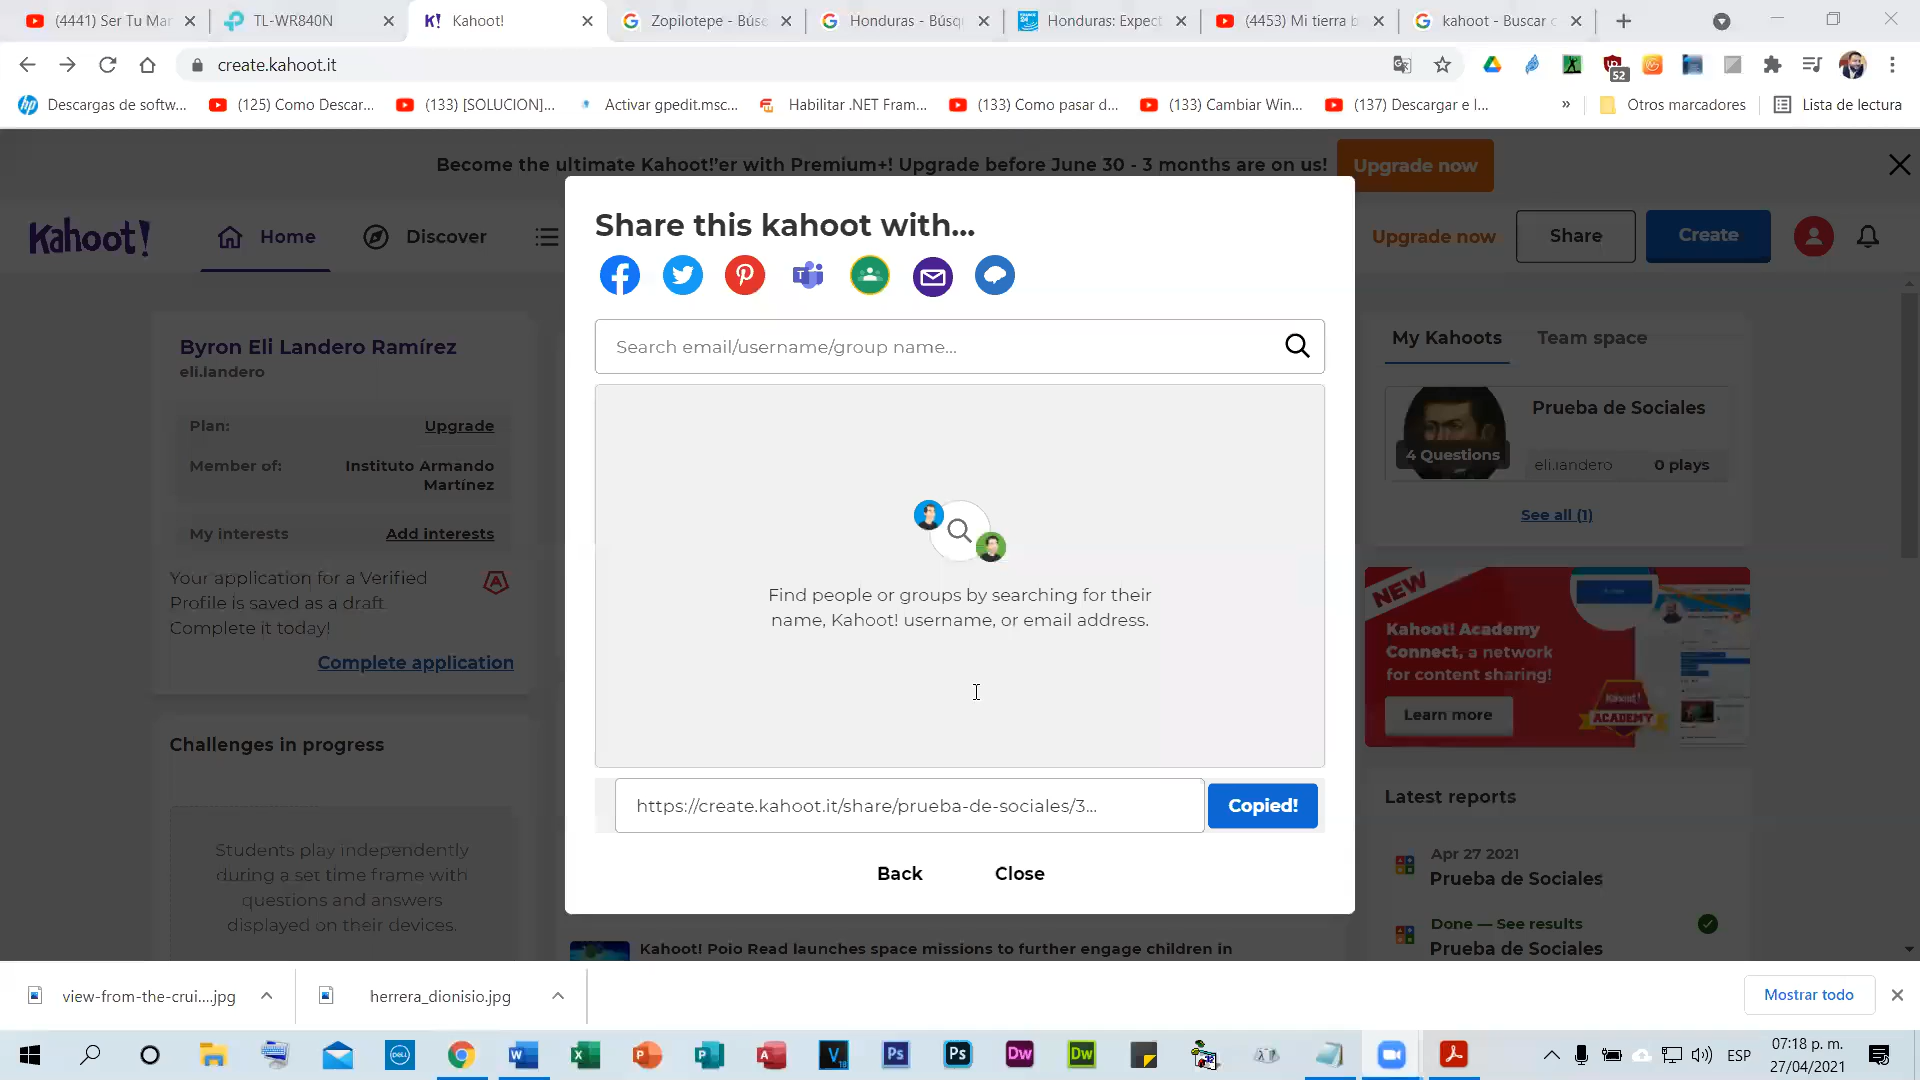 (4441) Ser Tu Mar
TL-WR840N
Kahoot!
Zopilotepe - Búsc
Honduras - Búsq
Honduras: Expect
(4453) Mi tierra b
kahoot - Buscar c
create.kahoot.it
52
Descargas de softw...
(125) Como Descar...
(133) [SOLUCION]...
Activar gpedit.msc...
Habilitar .NET Fram...
(133) Como pasar d...
(133) Cambiar Win...
(137) Descargar e I...
»
Otros marcadores
Lista de lectura
Become the ultimate Kahoot!'er with Premium+! Upgrade before June 30 - 3 months are on us!
Upgrade now
Kahoot!
Home
Discover
Upgrade now
Share
Create
Share this kahoot with...
Search email/username/group name...
Find people or groups by searching for their
name, Kahoot! username, or email address.
https://create.kahoot.it/share/prueba-de-sociales/3...
Copied!
Back
Close
Byron Eli Landero Ramírez
eli.landero
Plan:
Upgrade
Member of:
Instituto Armando
Martínez
My interests
Add interests
Your application for a Verified
Profile is saved as a draft.
Complete it today!
Complete application
Challenges in progress
Students play independently
during a set time frame with
questions and answers
displayed on their devices.
My Kahoots
Team space
Prueba de Sociales
4 Questions
eli.landero
0 plays
See all (1)
NEW
Kahoot! Academy
Connect, a network
for content sharing!
Learn more
Kahoot!
ACADEMY
Latest reports
Apr 27 2021
Prueba de Sociales
Done — See results
Prueba de Sociales
Kahoot! Poio Read launches space missions to further engage children in
view-from-the-crui....jpg
herrera_dionisio.jpg
Mostrar todo
ESP
07:18 p. m.
27/04/2021